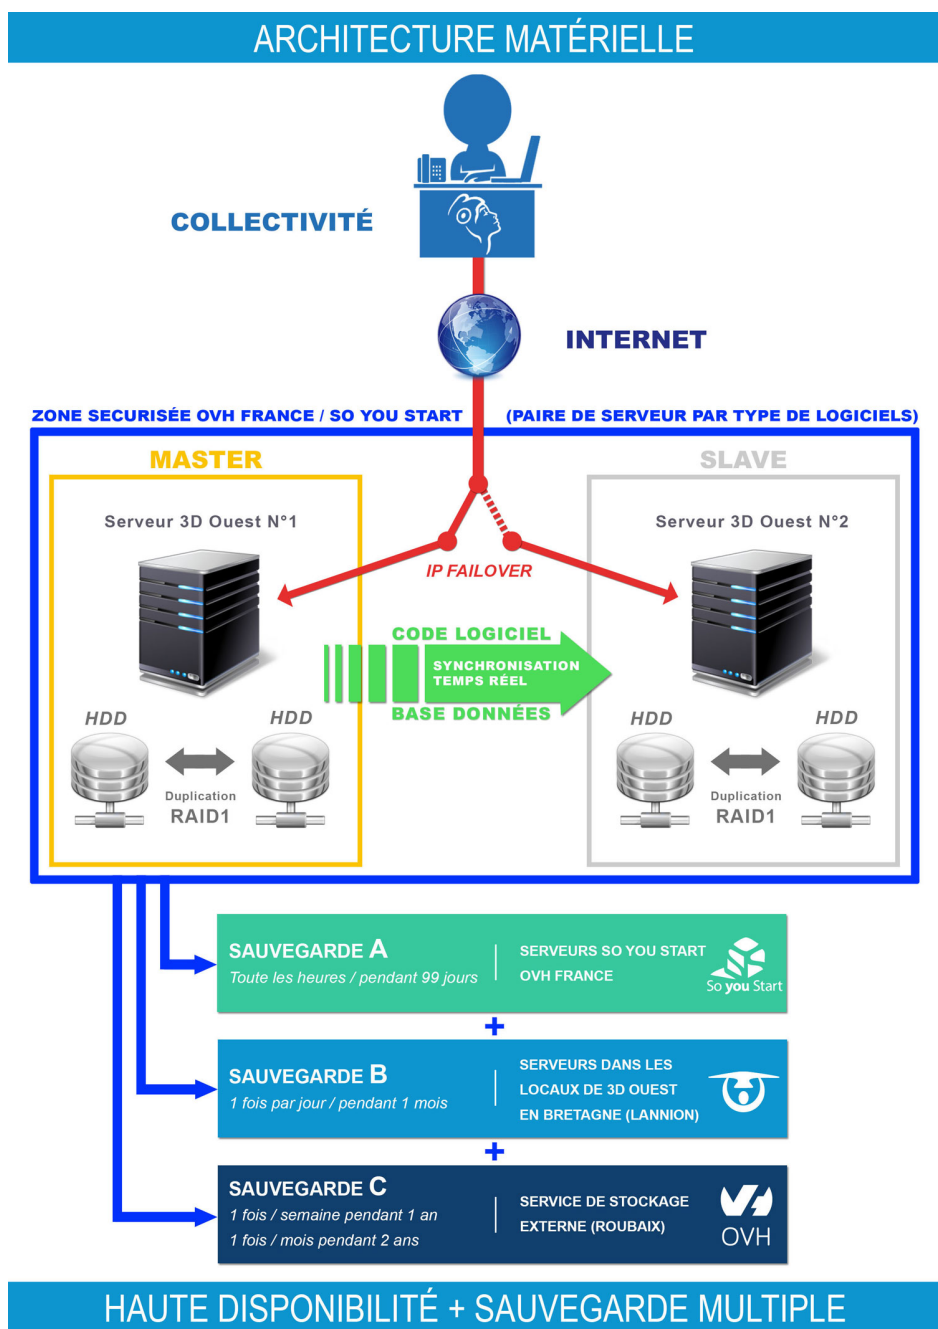 ARCHITECTURE MATÉRIELLE
COLLECTIVITÉ
INTERNET
ZONE SECURISÉE OVH FRANCE / SO YOU START (PAIRE DE SERVEUR PAR TYPE DE LOGICIELS)
MASTER
SLAVE
Serveur 3D Ouest N°1
Serveur 3D Ouest N°2
IP FAILOVER
CODE LOGICIEL
SYNCHRONISATION
TEMPS RÉEL
BASE DONNÉES
HDD
HDD
Duplication
RAID1
HDD
HDD
Duplication
RAID1
SAUVEGARDE A
Toute les heures / pendant 99 jours
SERVEURS SO YOU START
OVH FRANCE
So you Start
+
SAUVEGARDE B
1 fois par jour / pendant 1 mois
SERVEURS DANS LES
LOCAUX DE 3D OUEST
EN BRETAGNE (LANNION)
+
SAUVEGARDE C
1 fois / semaine pendant 1 an
1 fois / mois pendant 2 ans
SERVICE DE STOCKAGE
EXTERNE (ROUBAIX)
OVH
HAUTE DISPONIBILITÉ + SAUVEGARDE MULTIPLE